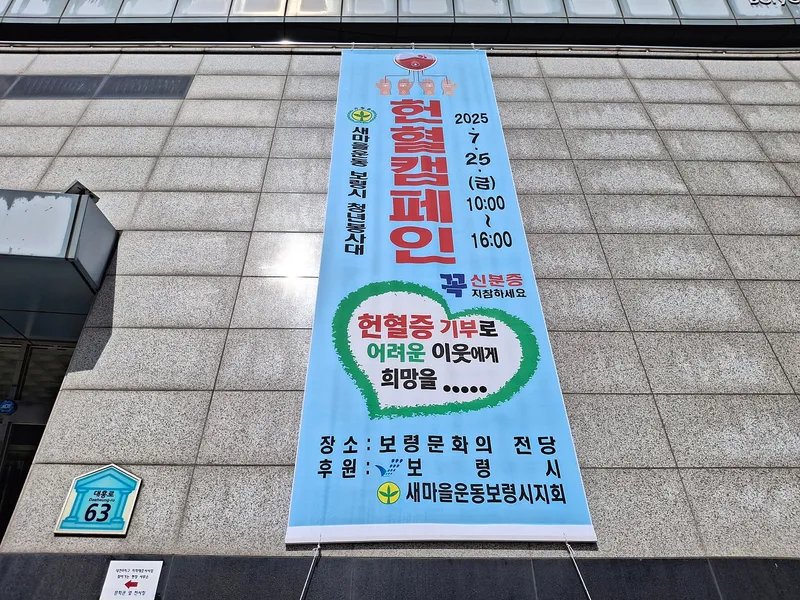 헌혈캠페인
새마을운동 보령시 청년봉사대
2025
·7·
25·
(금)
10:00
~
16:00
꼭 신분증
지참하세요
헌혈증 기부로
어려운 이웃에게
희망을 .....
장소:보령문화의 전당
후원: 보령시
새마을운동보령시지회
대흥로
Daeheung-ro
63